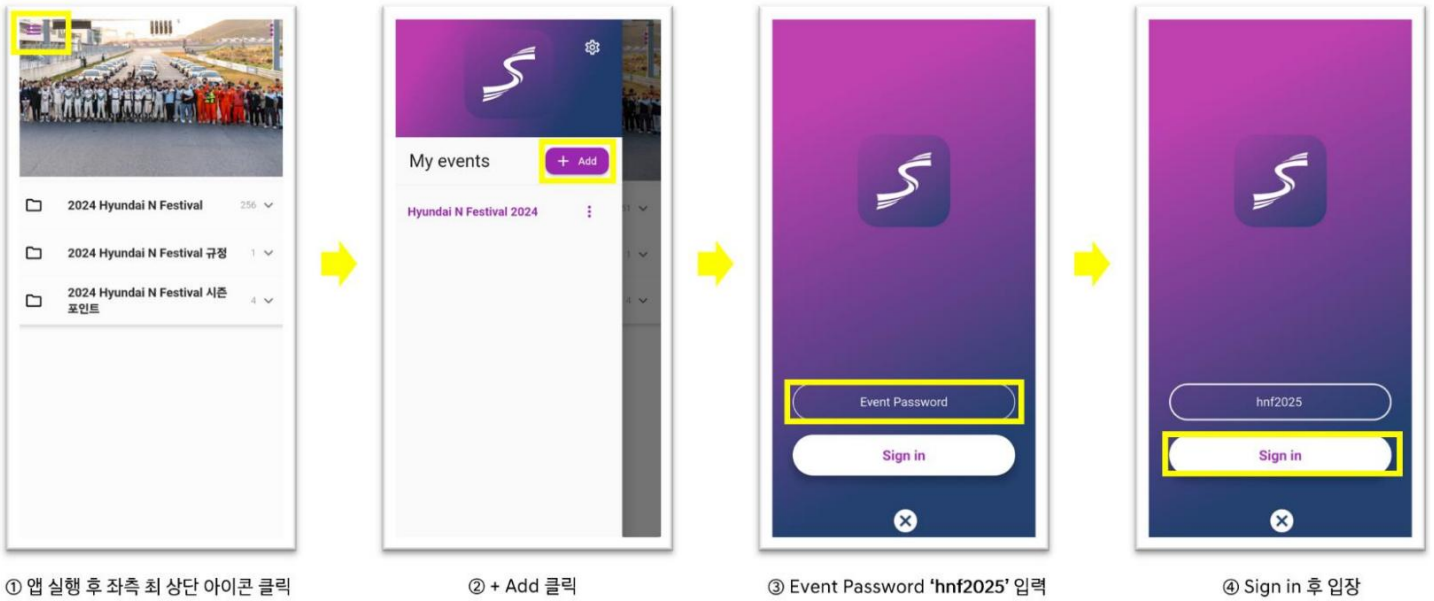 2024 Hyundai N Festival 256
2024 Hyundai N Festival 규정 1
2024 Hyundai N Festival 시즌 4
포인트
① 앱 실행 후 좌측 최 상단 아이콘 클릭
My events + Add
Hyundai N Festival 2024
1
4
② + Add 클릭
Event Password
Sign in
③ Event Password ‘hnf2025’ 입력
hnf2025
Sign in
④ Sign in 후 입장